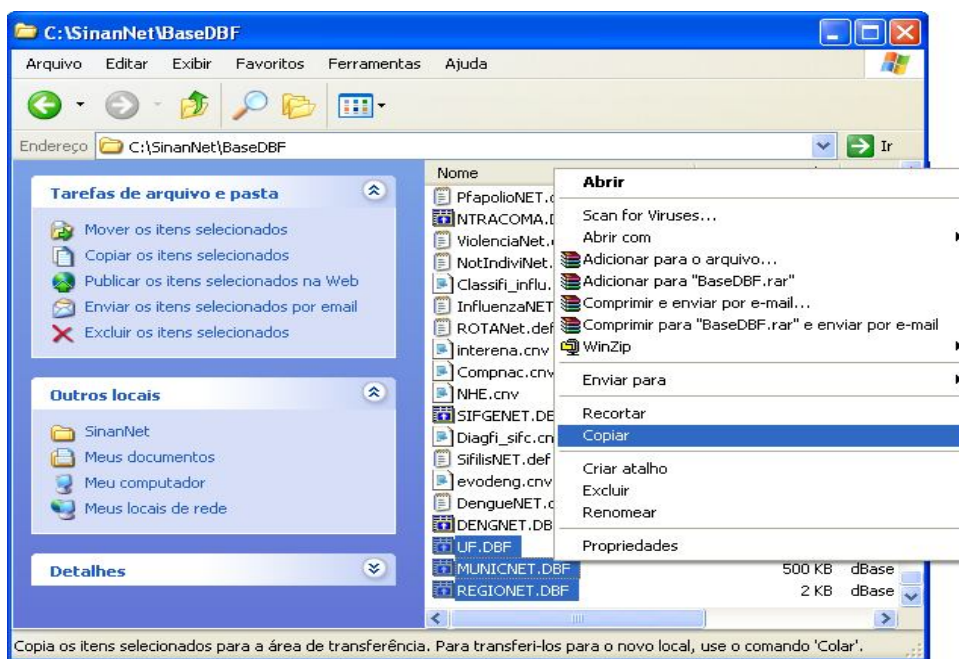 C:\SinanNet\BaseDBF
Arquivo Editar Exibir Favoritos Ferramentas Ajuda
Endereço C:\SinanNet\BaseDBF Ir
Tarefas de arquivo e pasta
Mover os itens selecionados
Copiar os itens selecionados
Publicar os itens selecionados na Web
Enviar os itens selecionados por email
Excluir os itens selecionados
Outros locais
SinanNet
Meus documentos
Meu computador
Meus locais de rede
Detalhes
Nome
PfapolioNET.
NTRACOMA.
ViolenciaNet.
NotIndiviNet.
Classifi_influ.
InfluenzaNET
ROTANet.def
interena.cnv
Compnac.cnv
NHE.cnv
SIFGENET.DB
Diagfi_sifc.cn
SifilisNET.def
evodeng.cnv
DengueNET.
DENGNET.DB
UF.DBF
MUNICNET.DBF 500 KB dBase
REGIONET.DBF 2 KB dBase
Abrir
Scan for Viruses...
Abrir com
Adicionar para o arquivo...
Adicionar para "BaseDBF.rar"
Comprimir e enviar por e-mail...
Comprimir para "BaseDBF.rar" e enviar por e-mail
WinZip
Enviar para
Recortar
Copiar
Criar atalho
Excluir
Renomear
Propriedades
Copia os itens selecionados para a área de transferência. Para transferi-los para o novo local, use o comando 'Colar'.